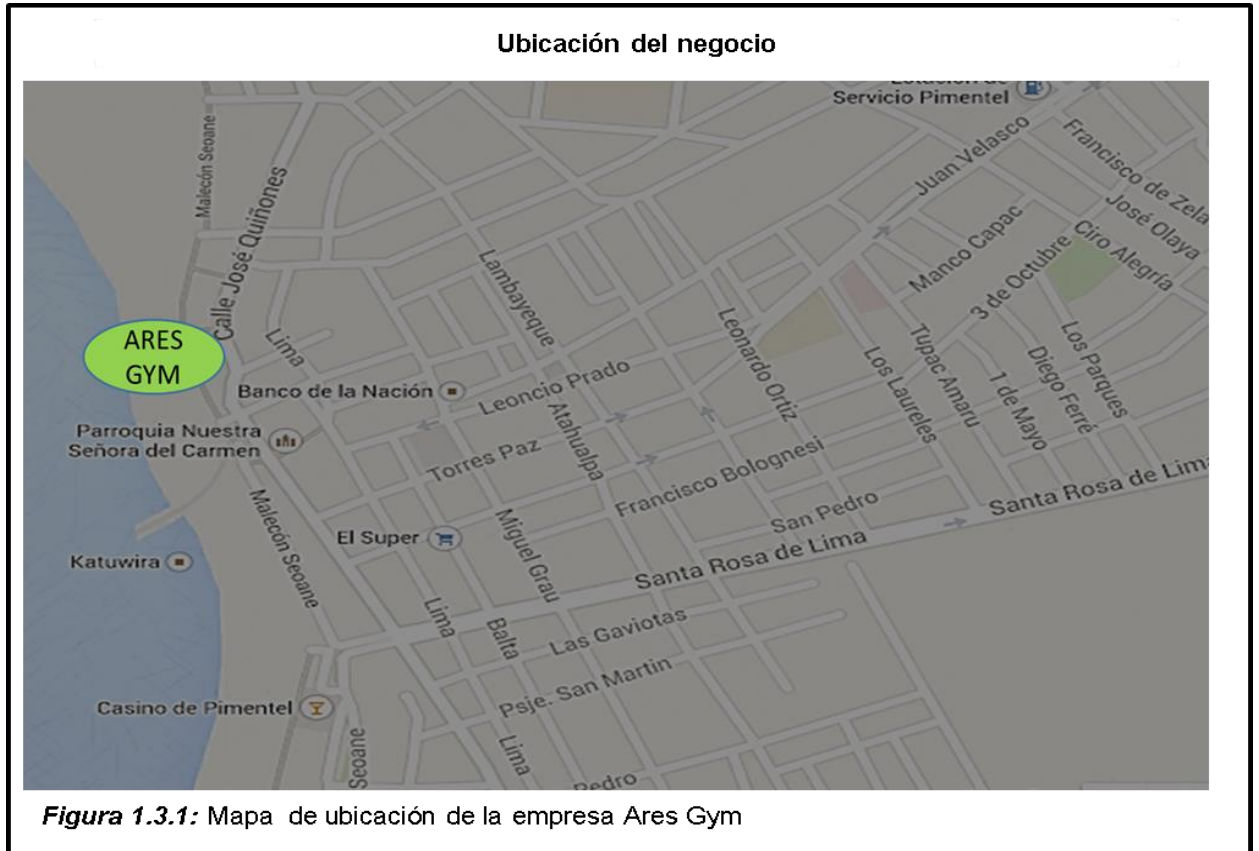 Ubicación del negocio
Estación de
Servicio Pimentel
Malecón Seoane
Calle José Quiñones
Juan Velasco
Francisco de Zela
José Olaya
Ciro Alegría
Manco Capac
3 de Octubre
Lambayeque
Leonardo Ortiz
Lima
ARES
GYM
Banco de la Nación
Leoncio Prado
Los Laureles
Tupac Amaru
1 de Mayo
Diego Ferré
Los Parques
Parroquia Nuestra
Señora del Carmen
Torres Paz
Atahualpa
Francisco Bolognesi
Malecón Seoane
El Super
Miguel Grau
San Pedro
Santa Rosa de Lima
Santa Rosa de Lima
Katuwira
Lima
Balta
Las Gaviotas
Psje. San Martin
Casino de Pimentel
Seoane
Lima
Pedro
Figura 1.3.1: Mapa de ubicación de la empresa Ares Gym